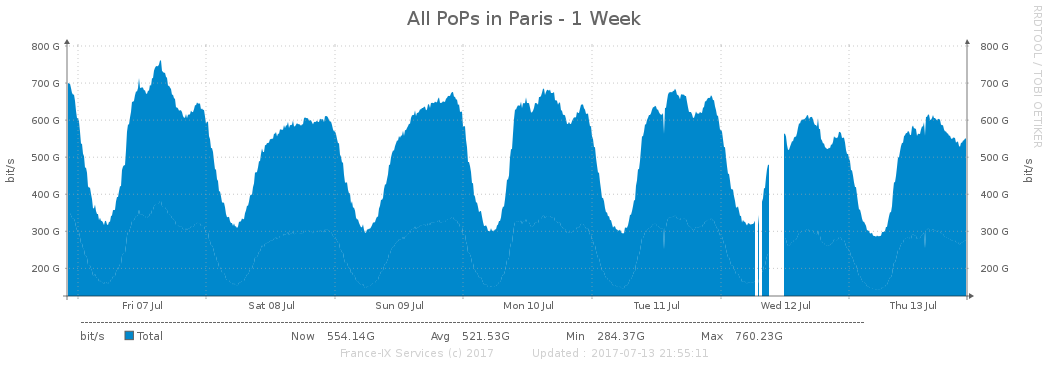 All PoPs in Paris - 1 Week
RRDTOOL / TOBI OETIKER
800 G 800 G
700 G 700 G
600 G 600 G
500 G 500 G
400 G 400 G
300 G 300 G
200 G 200 G
bit/s
bit/s
Fri 07 Jul Sat 08 Jul Sun 09 Jul Mon 10 Jul Tue 11 Jul Wed 12 Jul Thu 13 Jul
bit/s Total Now 554.14G Avg 521.53G Min 284.37G Max 760.23G
France-IX Services (c) 2017 Updated : 2017-07-13 21:55:11